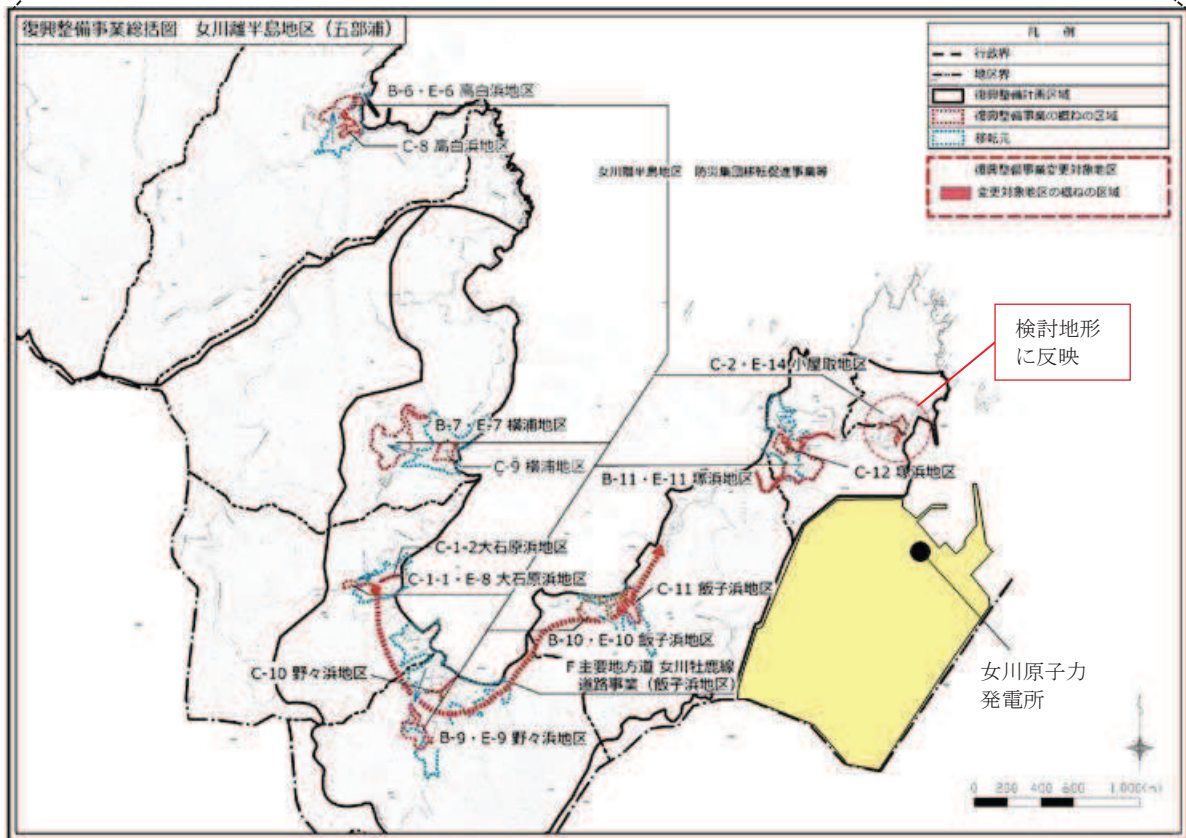 復興整備事業総括図 女川離半島地区（五部浦）
凡 例
行政界
地区界
復興整備計画区域
復興整備事業の概ねの区域
移転元
復興整備事業変更対象地区
変更対象地区の概ねの区域
B-6・E-6 高白浜地区
C-8 高白浜地区
女川離半島地区 防災集団移転促進事業等
検討地形
に反映
C-2・E-14 小屋取地区
B-7・E-7 横浦地区
C-9 横浦地区
C-12 塚浜地区
B-11・E-11 塚浜地区
C-1-2大石原浜地区
C-1-1・E-8 大石原浜地区
C-11 飯子浜地区
B-10・E-10 飯子浜地区
C-10 野々浜地区
F 主要地方道 女川牡鹿線
道路事業（飯子浜地区）
女川原子力
発電所
B-9・E-9 野々浜地区
0 200 400 600 1,000(m)